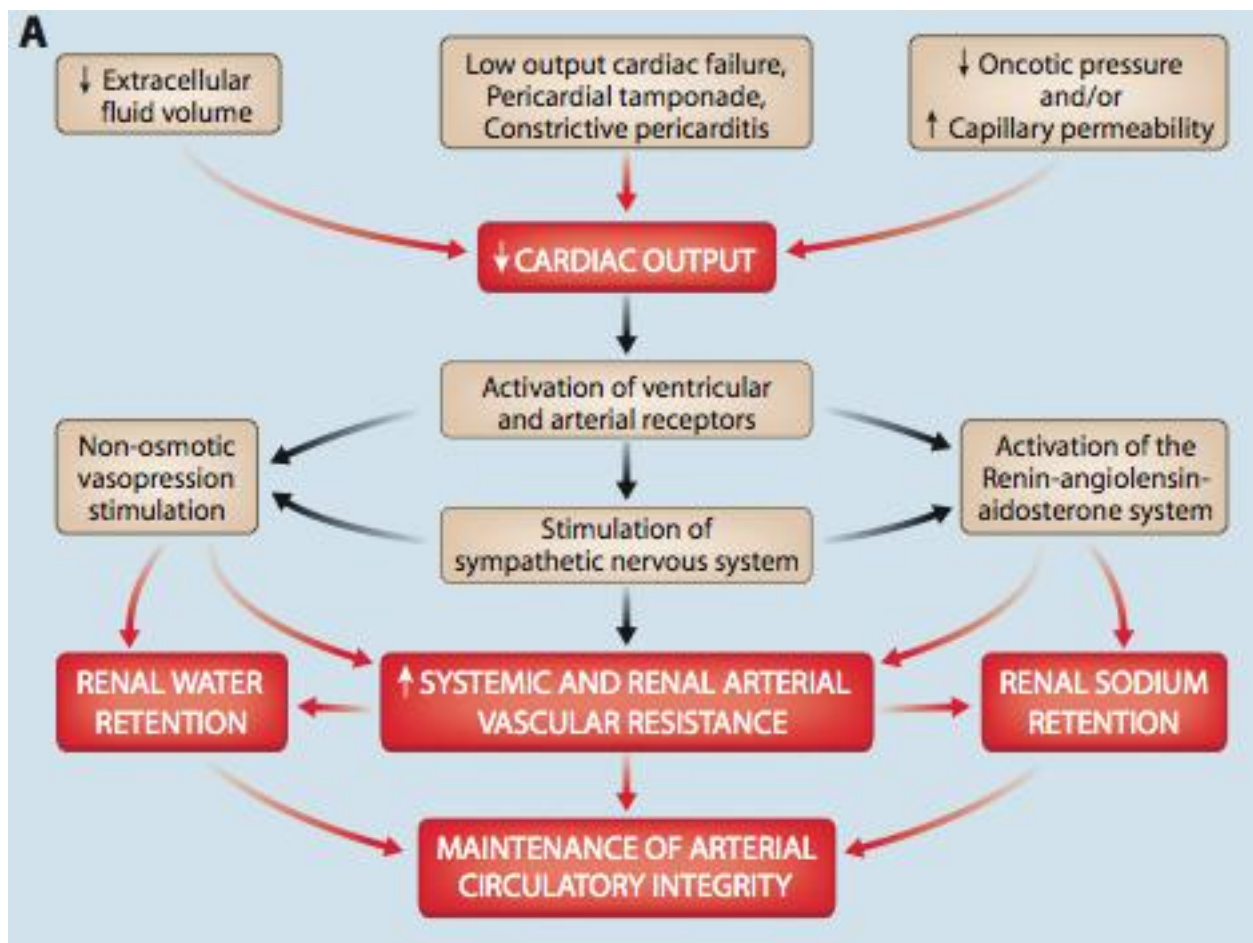 A
↓ Extracellular
fluid volume
Low output cardiac failure,
Pericardial tamponade,
Constrictive pericarditis
↓ Oncotic pressure
and/or
↑ Capillary permeability
↓ CARDIAC OUTPUT
Activation of ventricular
and arterial receptors
Non-osmotic
vasopression
stimulation
Activation of the
Renin-angiolensin-
aidosterone system
Stimulation of
sympathetic nervous system
RENAL WATER
RETENTION
↑ SYSTEMIC AND RENAL ARTERIAL
VASCULAR RESISTANCE
RENAL SODIUM
RETENTION
MAINTENANCE OF ARTERIAL
CIRCULATORY INTEGRITY